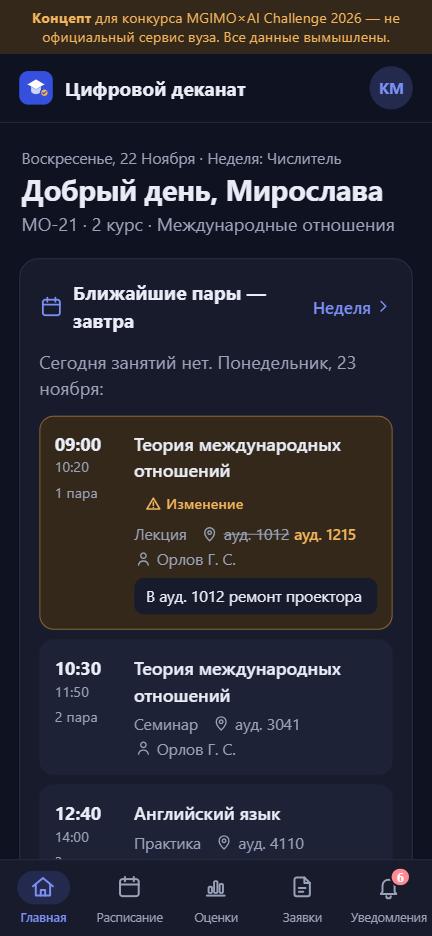 Концепт для конкурса MGIMO×AI Challenge 2026 — не
официальный сервис вуза. Все данные вымышлены.
Цифровой деканат
КМ
Воскресенье, 22 Ноября · Неделя: Числитель
Добрый день, Мирослава
МО-21 · 2 курс · Международные отношения
Ближайшие пары —
завтра
Неделя
Сегодня занятий нет. Понедельник, 23
ноября:
09:00
10:20
1 пара
Теория международных
отношений
Изменение
Лекция ауд. 1012 ауд. 1215
Орлов Г. С.
В ауд. 1012 ремонт проектора
10:30
11:50
2 пара
Теория международных
отношений
Семинар ауд. 3041
Орлов Г. С.
12:40
14:00
Английский язык
Практика ауд. 4110
Главная
Расписание
Оценки
Заявки
6
Уведомления